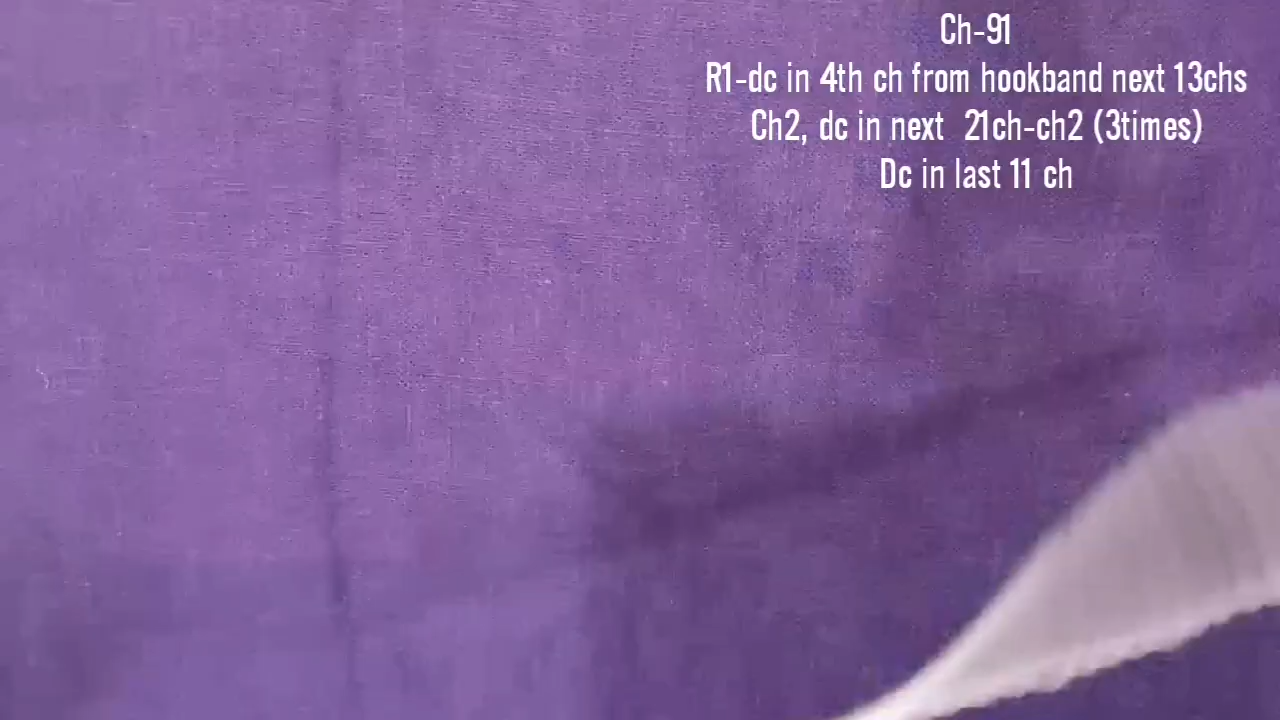 Ch-91
R1-dc in 4th ch from hookband next 13chs
Ch2, dc in next 21ch-ch2 (3times)
Dc in last 11 ch